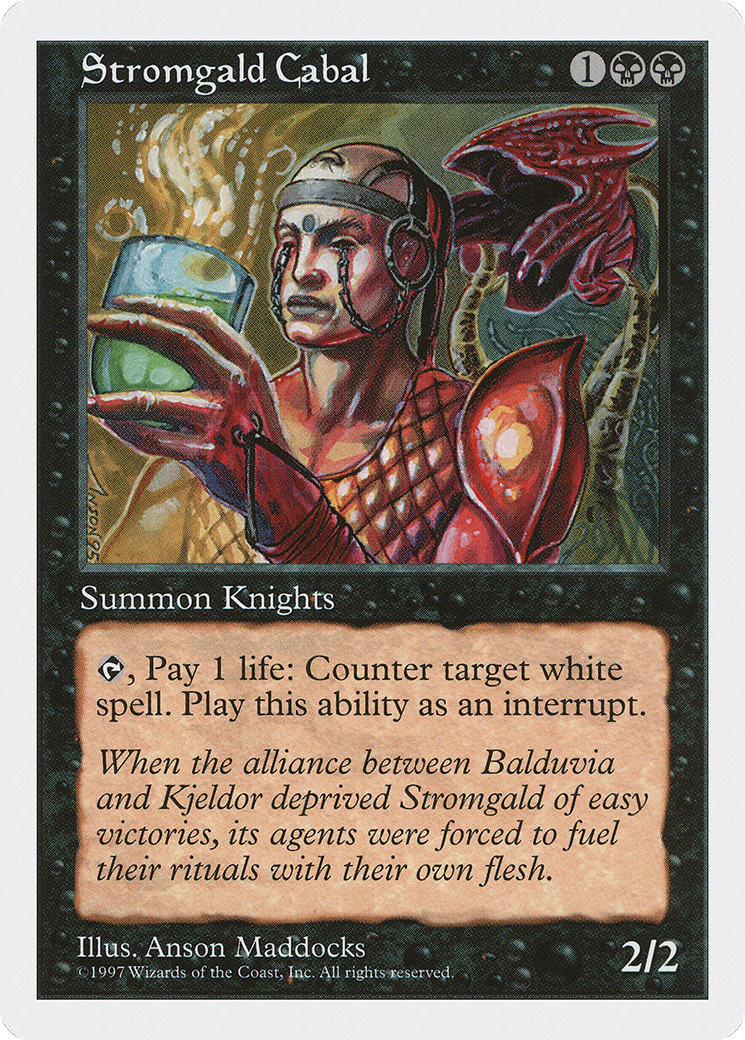 Stromgald Cabal
1
ANSON95
Summon Knights
, Pay 1 life: Counter target white
spell. Play this ability as an interrupt.
When the alliance between Balduvia
and Kjeldor deprived Stromgald of easy
victories, its agents were forced to fuel
their rituals with their own flesh.
Illus. Anson Maddocks
©1997 Wizards of the Coast, Inc. All rights reserved.
2/2